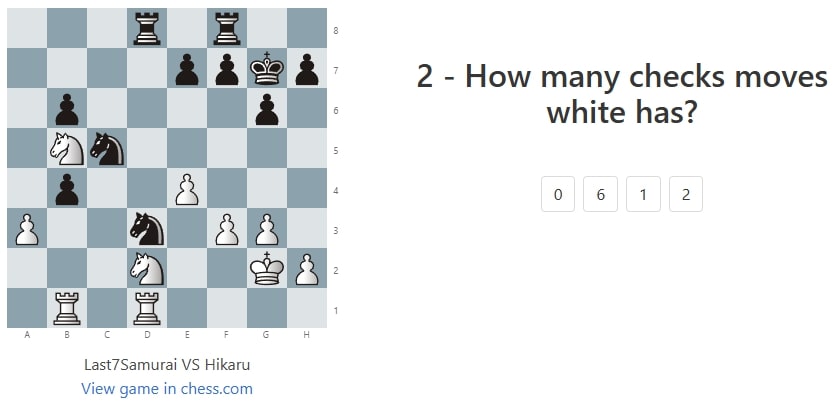 8
7
6
5
4
3
2
1
A B C D E F G H
Last7Samurai VS Hikaru
View game in chess.com
2 - How many checks moves
white has?
0 6 1 2